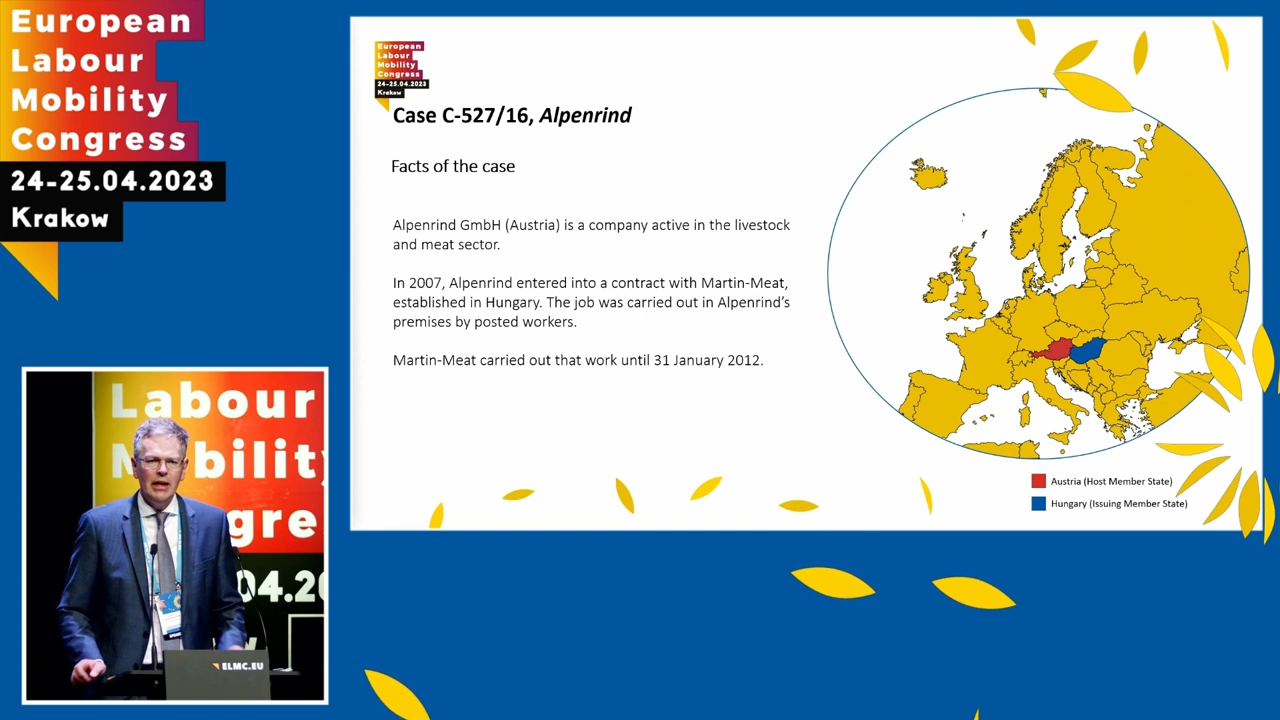 European
Labour
Mobility
Congress
24-25.04.2023
Krakow
European
Labour
Mobility
Congress
24-25.04.2023
Krakow
Case C-527/16, Alpenrind
Facts of the case
Alpenrind GmbH (Austria) is a company active in the livestock
and meat sector.
In 2007, Alpenrind entered into a contract with Martin-Meat,
established in Hungary. The job was carried out in Alpenrind's
premises by posted workers.
Martin-Meat carried out that work until 31 January 2012.
Austria (Host Member State)
Hungary (Issuing Member State)
Labour
M bility
gre
04.20
ELMC.EU